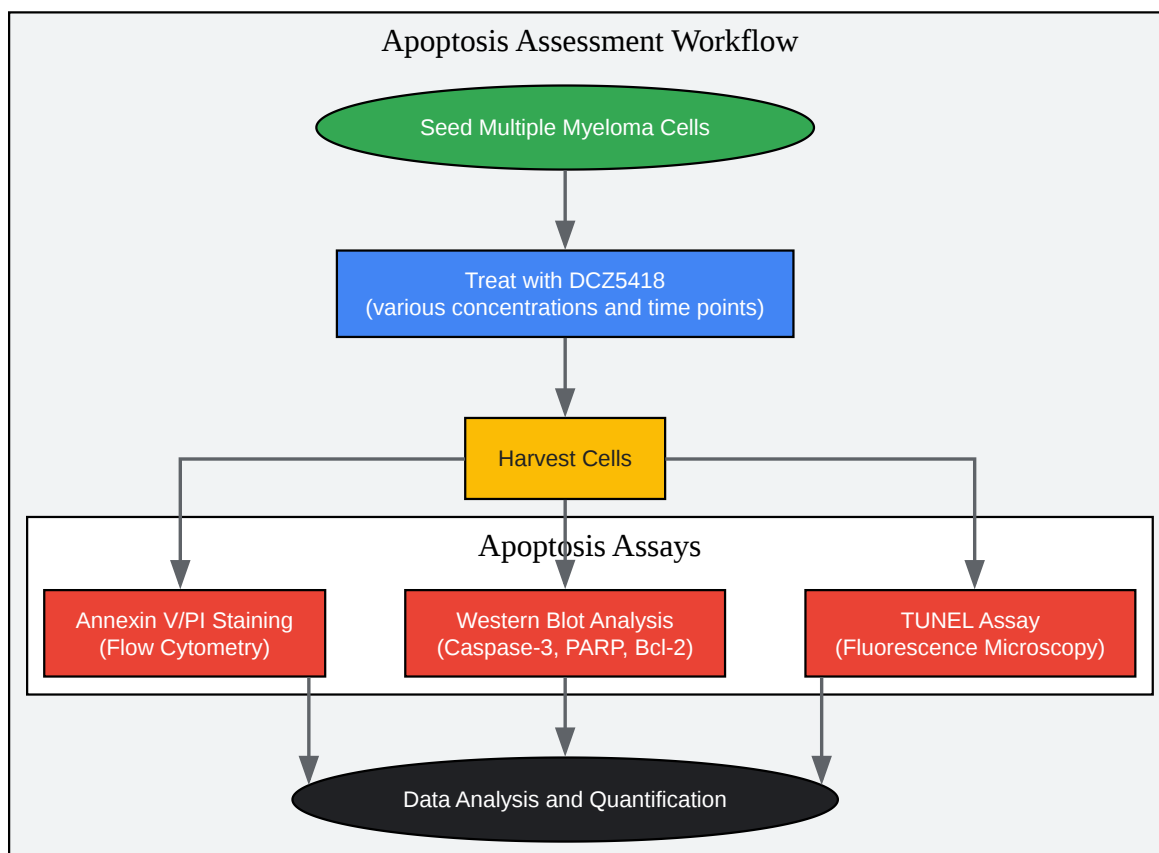 Apoptosis Assessment Workflow
Seed Multiple Myeloma Cells
Treat with DCZ5418
(various concentrations and time points)
Harvest Cells
Apoptosis Assays
Annexin V/PI Staining
(Flow Cytometry)
Western Blot Analysis
(Caspase-3, PARP, Bcl-2)
TUNEL Assay
(Fluorescence Microscopy)
Data Analysis and Quantification